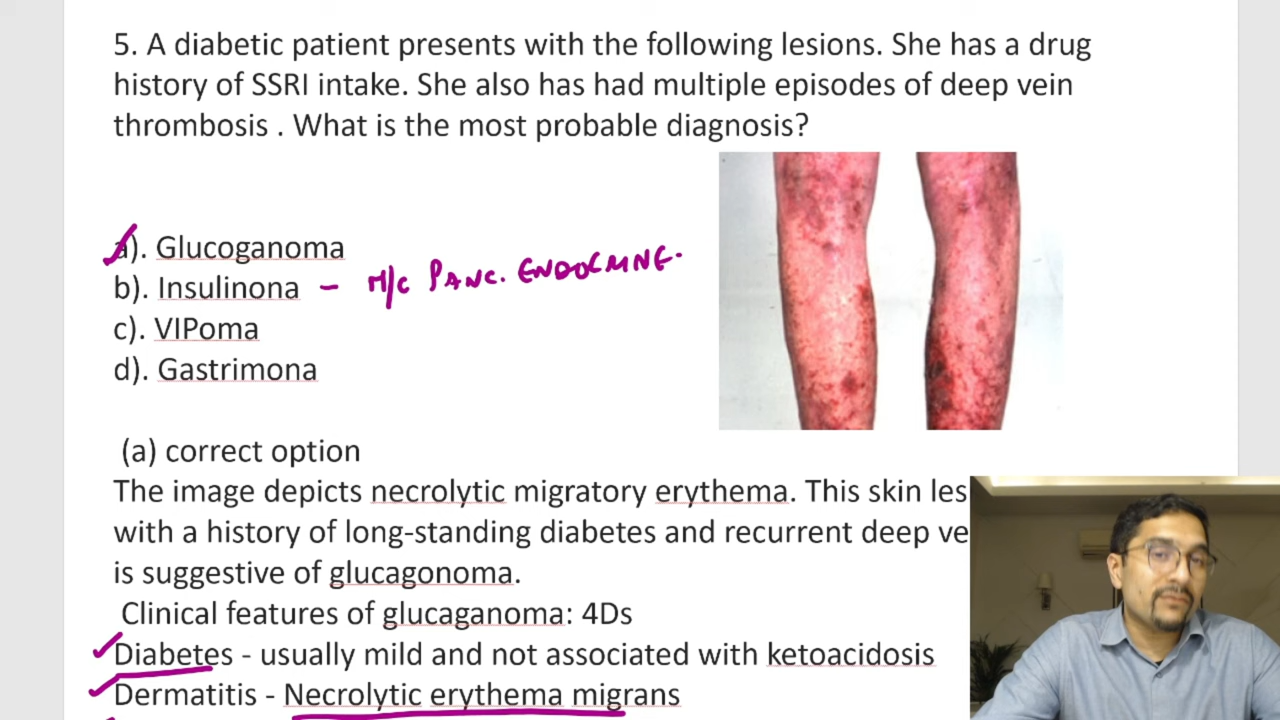 5. A diabetic patient presents with the following lesions. She has a drug
history of SSRI intake. She also has had multiple episodes of deep vein
thrombosis . What is the most probable diagnosis?
a). Glucoganoma
b). Insulinona - M/C PANC. ENDOCRINE.
c). VIPoma
d). Gastrimona
(a) correct option
The image depicts necrolytic migratory erythema. This skin les
with a history of long-standing diabetes and recurrent deep ve
is suggestive of glucagonoma.
Clinical features of glucaganoma: 4Ds
Diabetes - usually mild and not associated with ketoacidosis
Dermatitis - Necrolytic erythema migrans